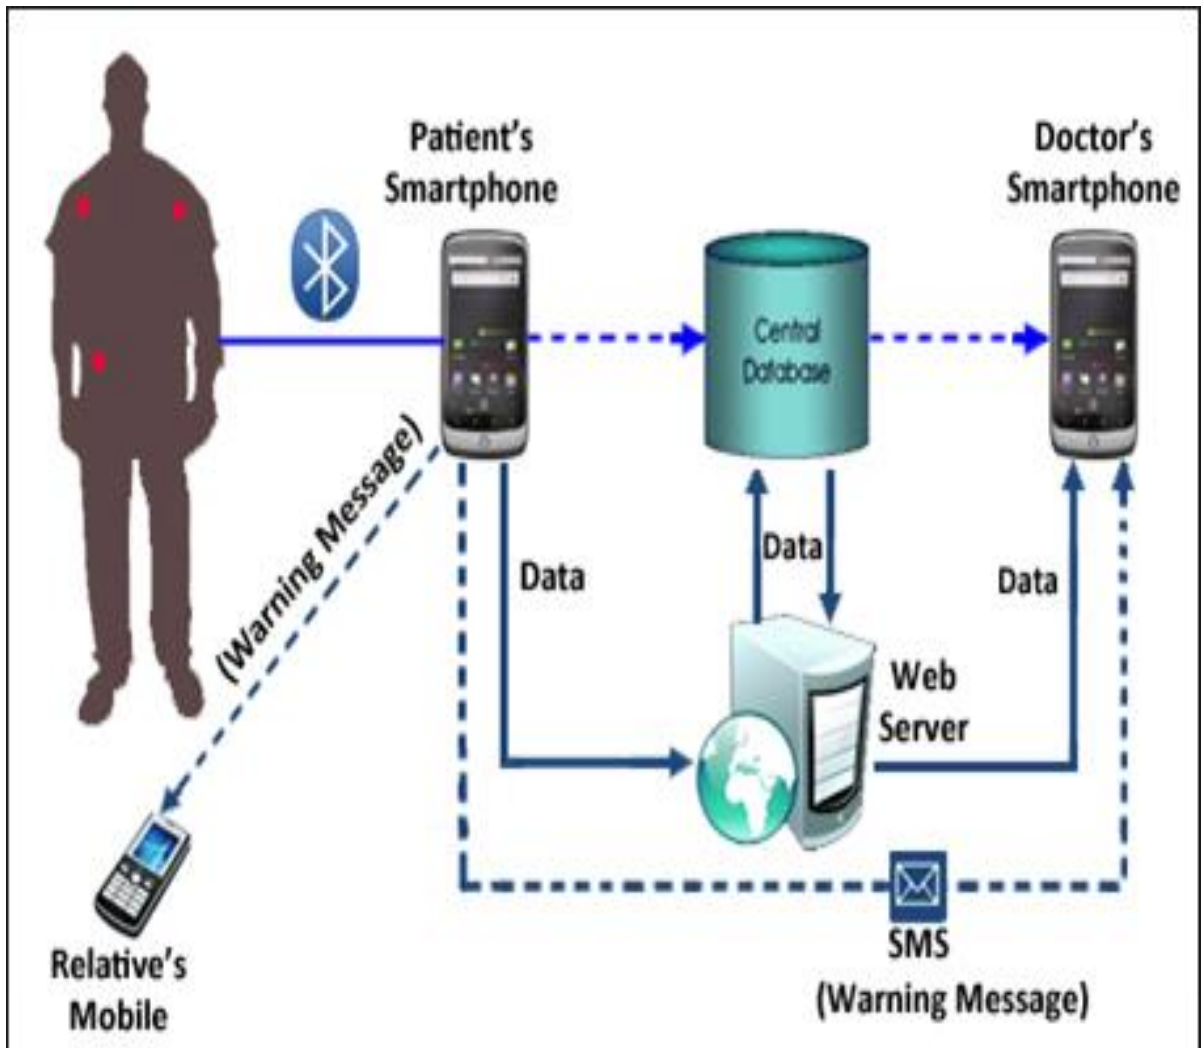 Patient's
Smartphone
Doctor's
Smartphone
Central
Database
(Warning Message)
Data
Data
Data
Web
Server
SMS
(Warning Message)
Relative's
Mobile